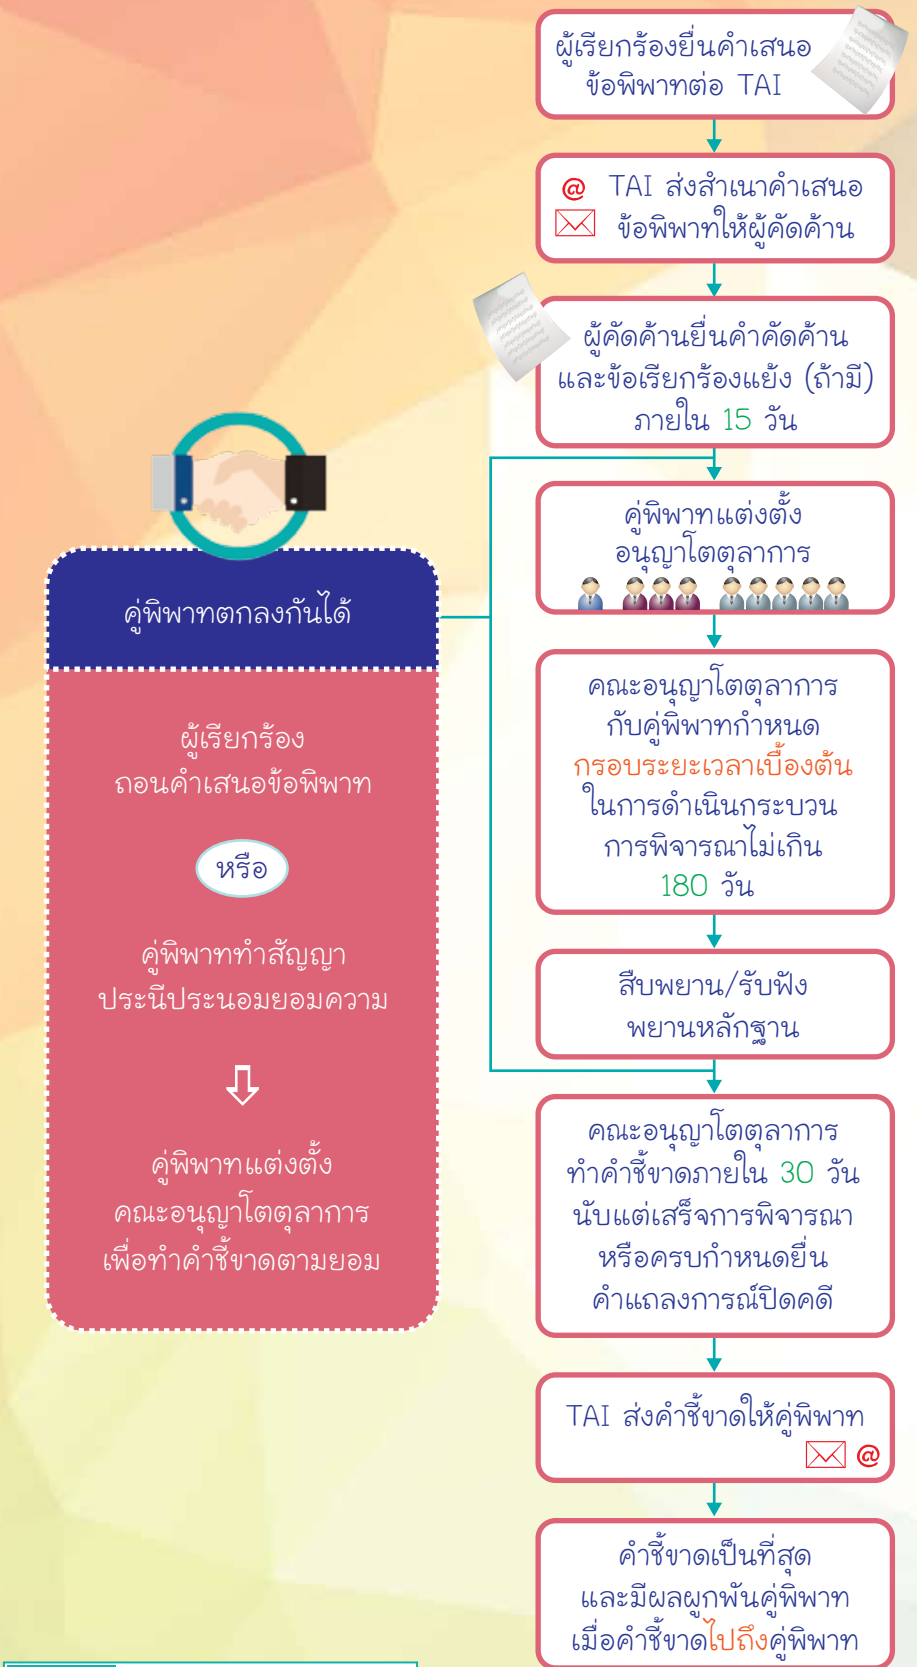 ผู้เรียกร้องยื่นคำเสนอ
ข้อพิพาทต่อ TAI
@ TAI ส่งสำเนาคำเสนอ
ข้อพิพาทให้ผู้คัดค้าน
ผู้คัดค้านยื่นคำคัดค้าน
และข้อเรียกร้องแย้ง (ถ้ามี)
ภายใน 15 วัน
คู่พิพาทแต่งตั้ง
อนุญาโตตุลาการ
คณะอนุญาโตตุลาการ
กับคู่พิพาทกำหนด
กรอบระยะเวลาเบื้องต้น
ในการดำเนินกระบวน
การพิจารณาไม่เกิน
180 วัน
สืบพยาน/รับฟัง
พยานหลักฐาน
คณะอนุญาโตตุลาการ
ทำคำชี้ขาดภายใน 30 วัน
นับแต่เสร็จการพิจารณา
หรือครบกำหนดยื่น
คำแถลงการณ์ปิดคดี
TAI ส่งคำชี้ขาดให้คู่พิพาท
@
คำชี้ขาดเป็นที่สุด
และมีผลผูกพันคู่พิพาท
เมื่อคำชี้ขาดไปถึงคู่พิพาท
คู่พิพาทตกลงกันได้
ผู้เรียกร้อง
ถอนคำเสนอข้อพิพาท
หรือ
คู่พิพาททำสัญญา
ประนีประนอมยอมความ
คู่พิพาทแต่งตั้ง
คณะอนุญาโตตุลาการ
เพื่อทำคำชี้ขาดตามยอม